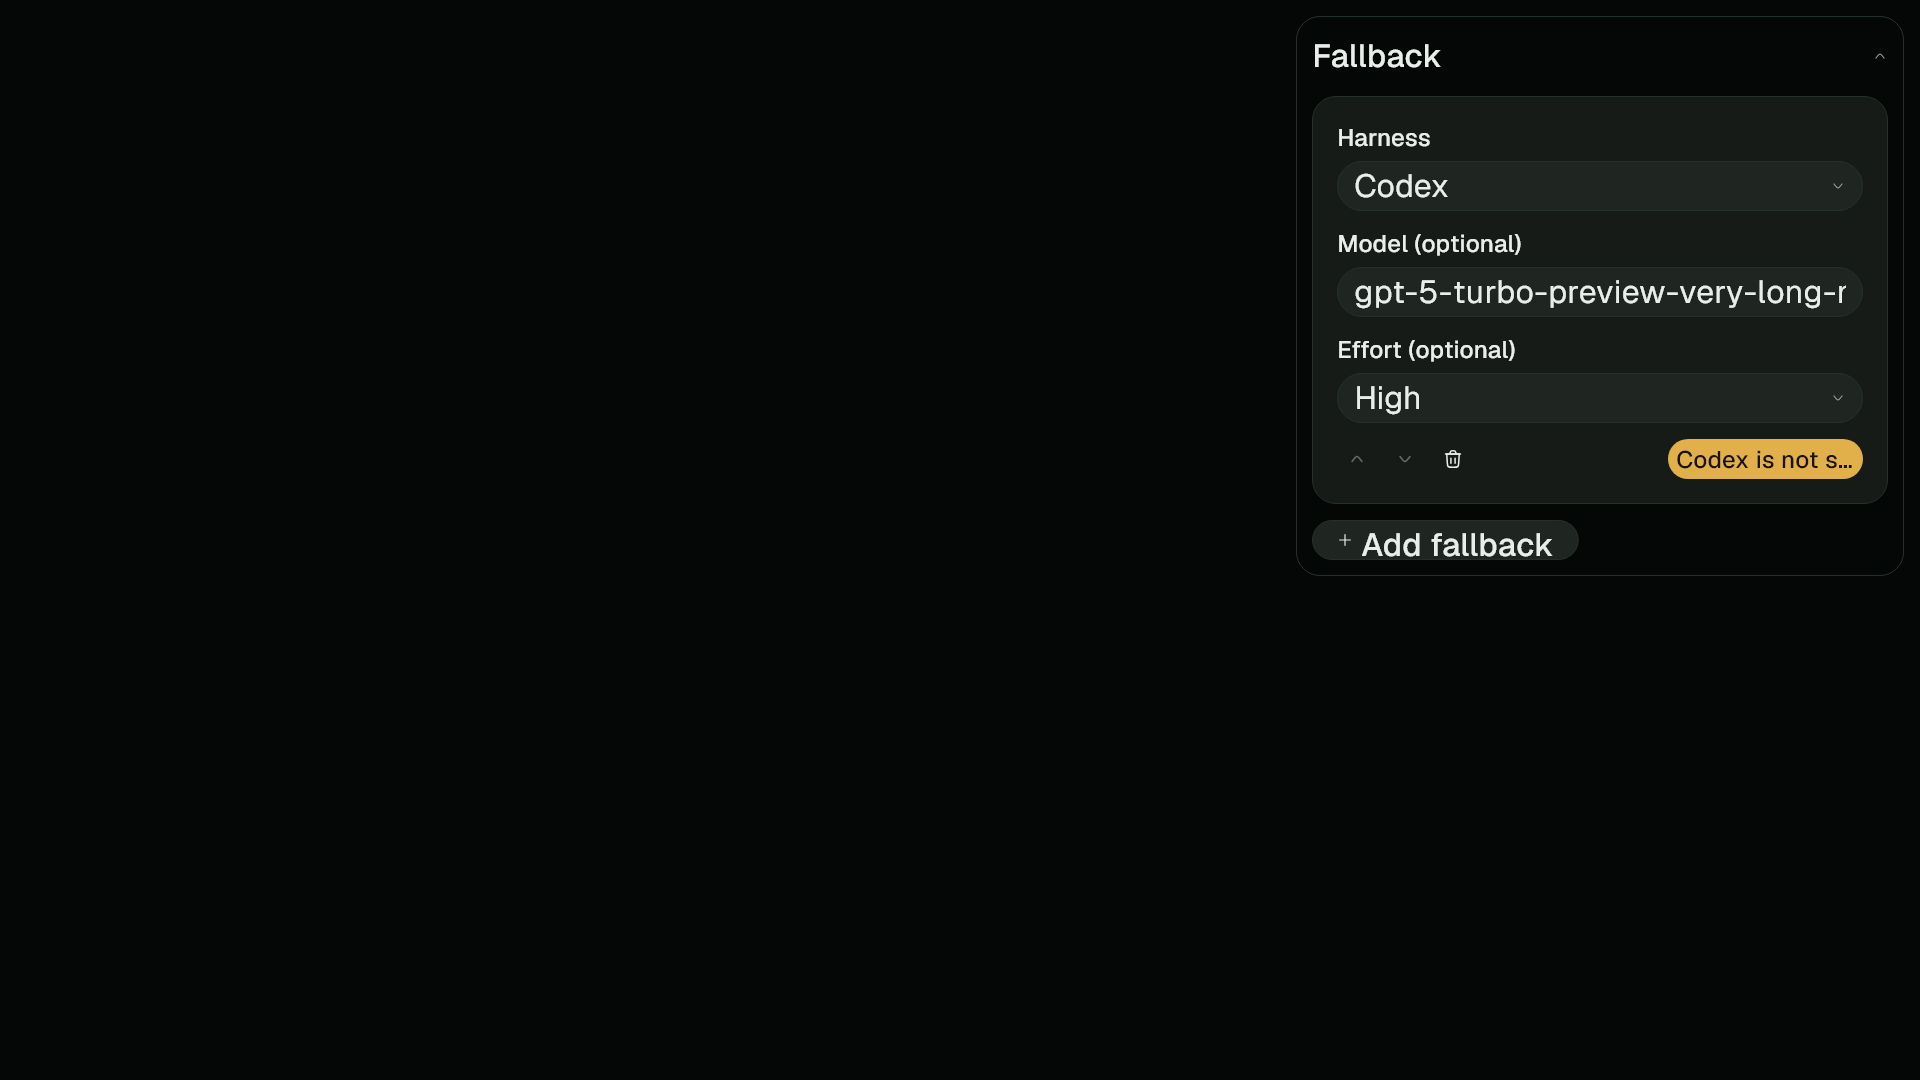 Fallback
Harness
Codex
Model (optional)
gpt-5-turbo-preview-very-long-
Effort (optional)
High
Codex is not s...
+ Add fallback